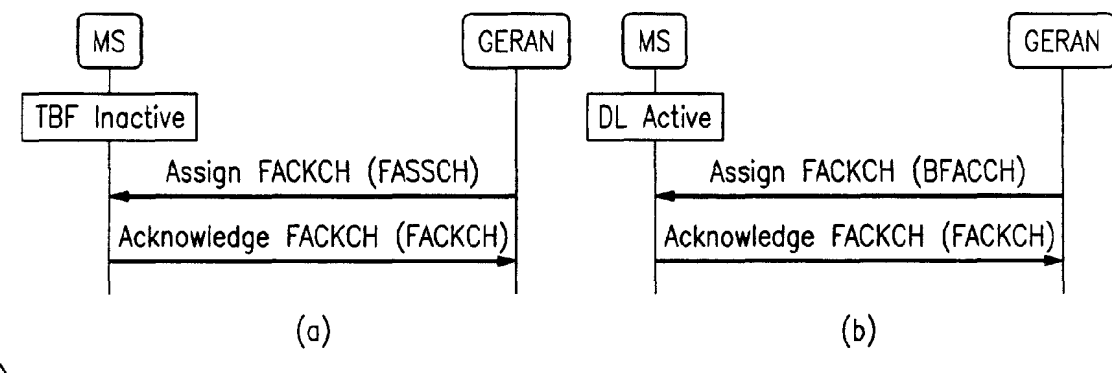 MS
GERAN
TBF Inactive
Assign FACKCH (FASSCH)
Acknowledge FACKCH (FACKCH)
(a)
MS
GERAN
DL Active
Assign FACKCH (BFACCH)
Acknowledge FACKCH (FACKCH)
(b)